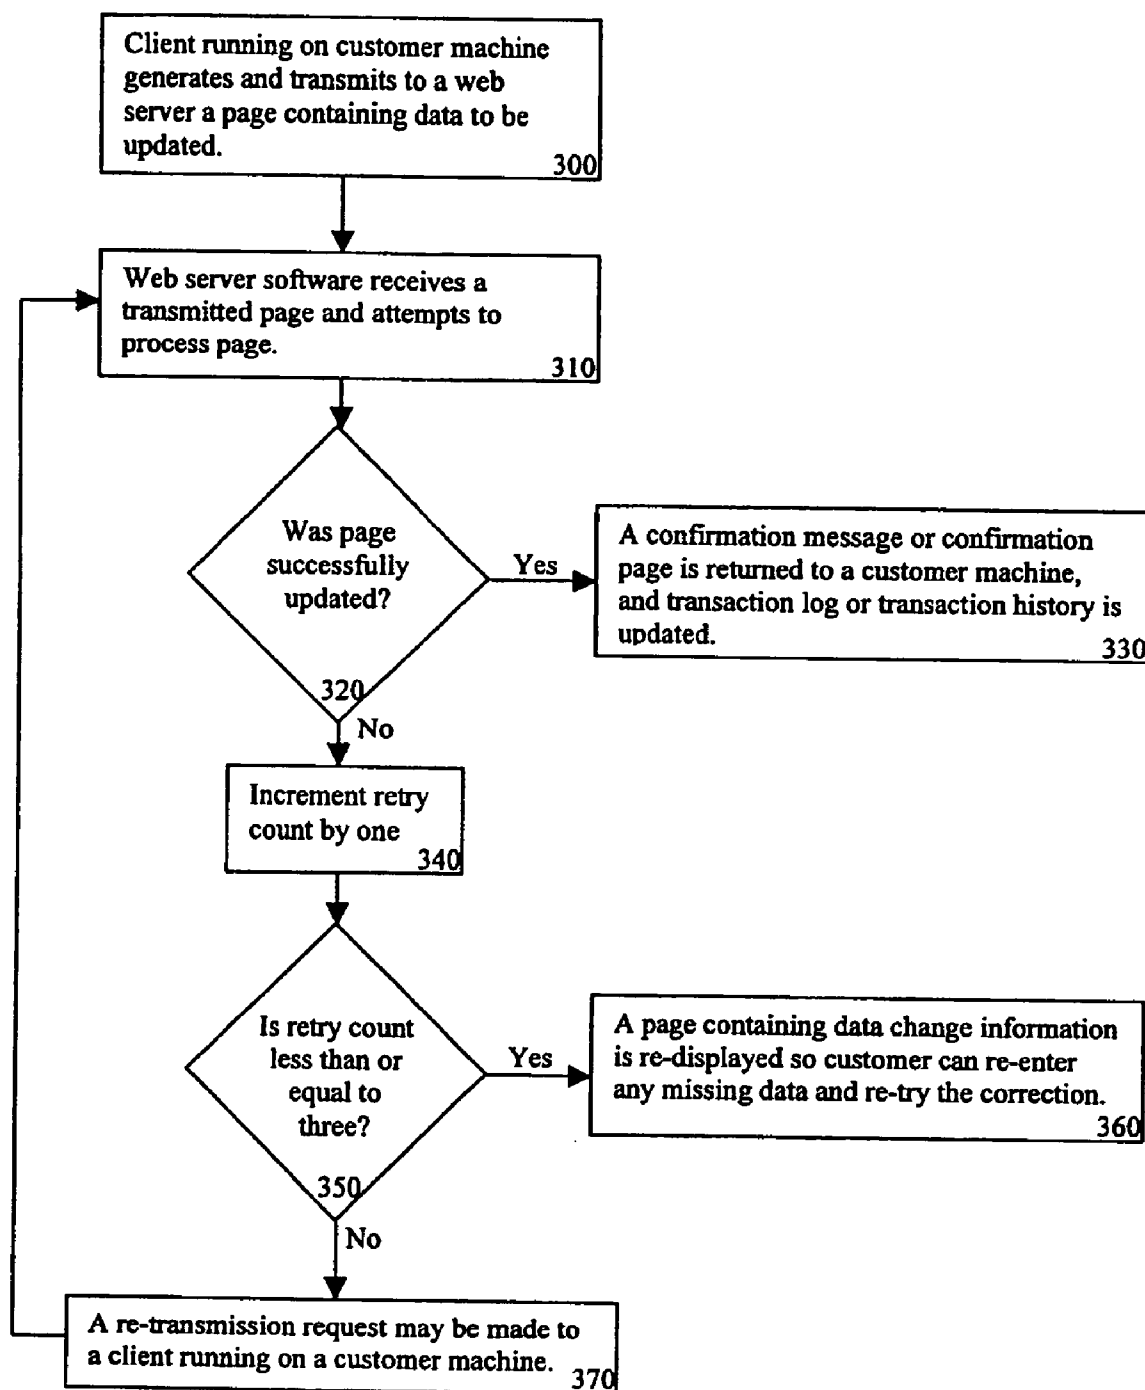 Client running on customer machine
generates and transmits to a web
server a page containing data to be
updated.
300
Web server software receives a
transmitted page and attempts to
process page.
310
Was page
successfully
updated?
320
Yes
A confirmation message or confirmation
page is returned to a customer machine,
and transaction log or transaction history is
updated.
330
No
Increment retry
count by one
340
Is retry count
less than or
equal to
three?
350
Yes
A page containing data change information
is re-displayed so customer can re-enter
any missing data and re-try the correction.
360
No
A re-transmission request may be made to
a client running on a customer machine.
370